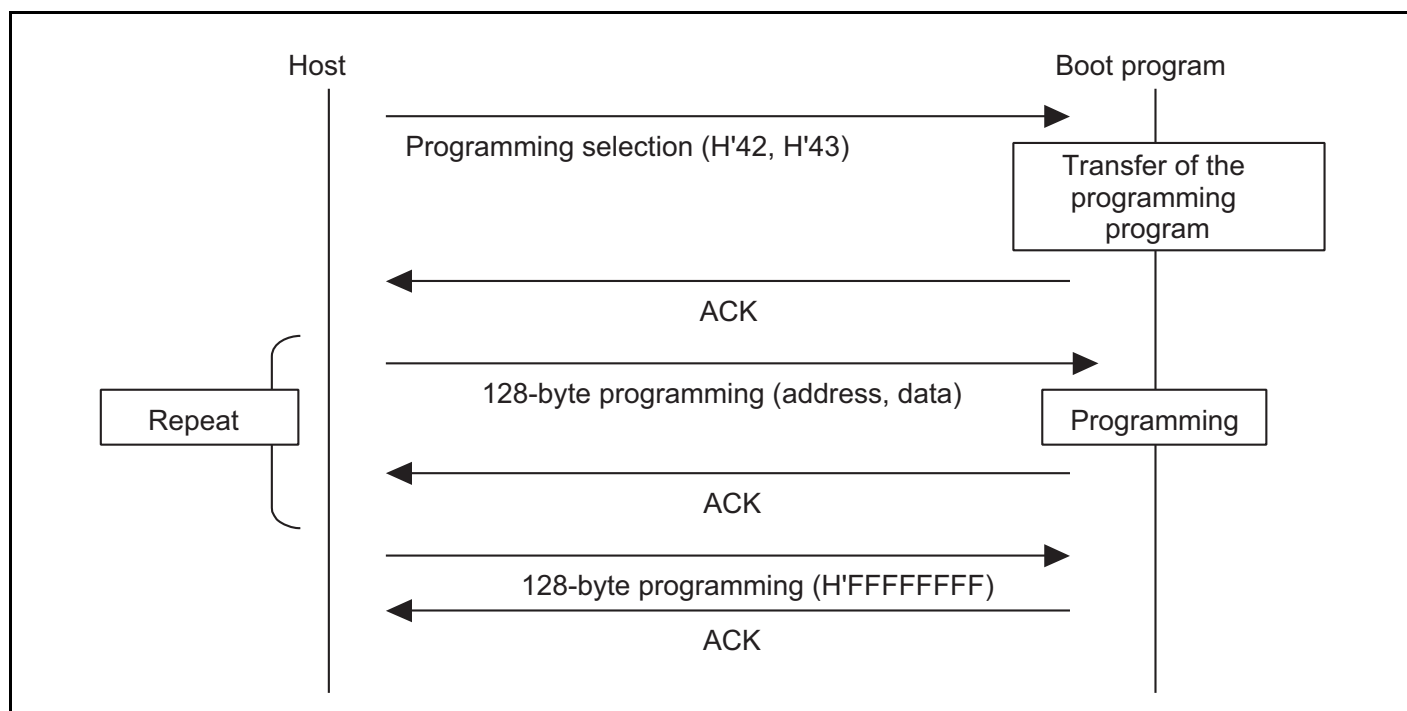 Host
Boot program
Programming selection (H'42, H'43)
Transfer of the
programming
program
ACK
128-byte programming (address, data)
Repeat
Programming
ACK
128-byte programming (H'FFFFFFFF)
ACK